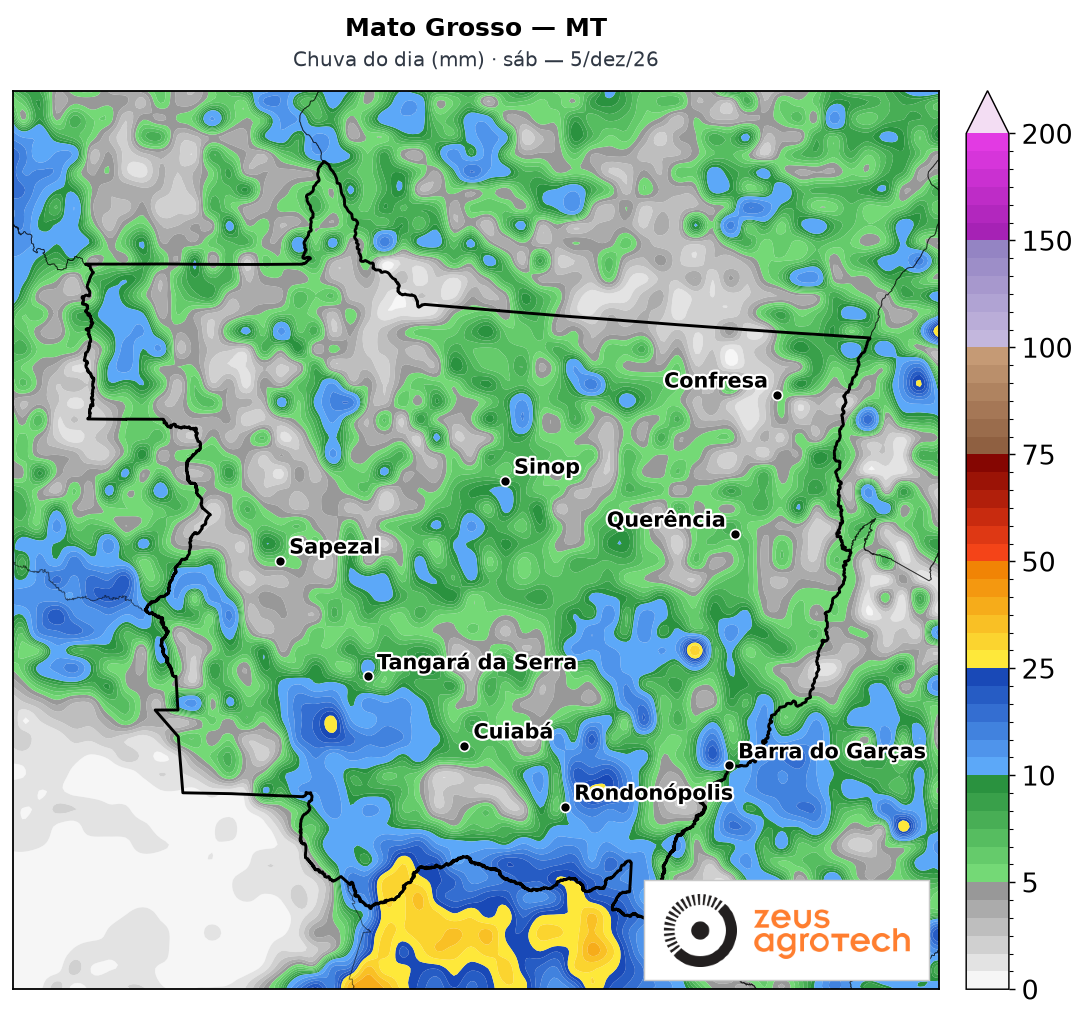 Mato Grosso — MT
Chuva do dia (mm) · sáb — 5/dez/26
200
150
100
75
50
25
10
5
0
Confresa
Sinop
Querência
Sapezal
Tangará da Serra
Cuiabá
Barra do Garças
Rondonópolis
zeus
agrotech